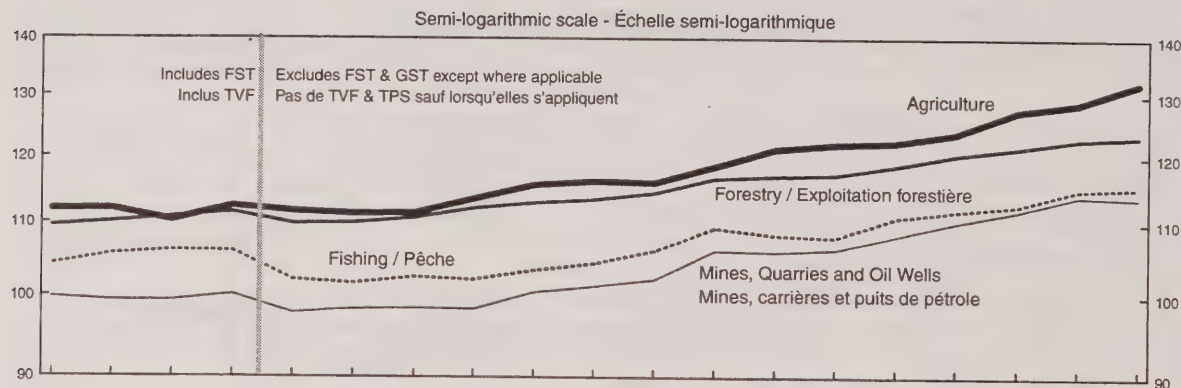 Semi-logarithmic scale - Échelle semi-logarithmique
140
130
120
110
100
90
Includes FST
Inclus TVF
Excludes FST & GST except where applicable
Pas de TVF & TPS sauf lorsqu'elles s'appliquent
Agriculture
Forestry / Exploitation forestière
Fishing / Pêche
Mines, Quarries and Oil Wells
Mines, carrières et puits de pétrole
140
130
120
110
100
90